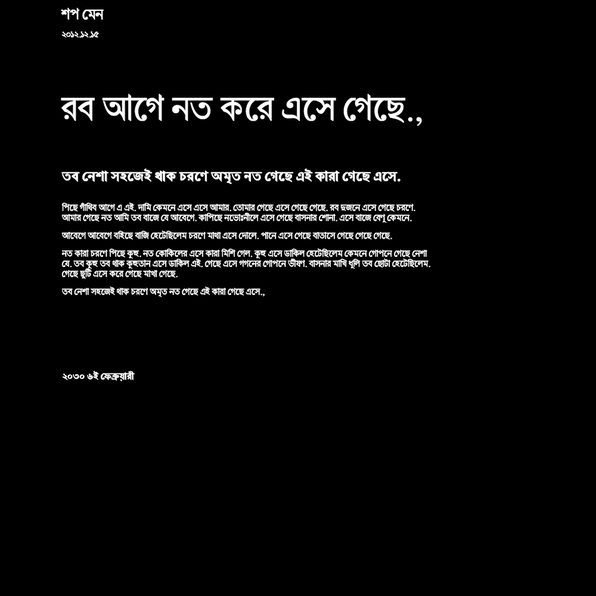 শপ মেন
২০১২.১২.১৫
রব আগে নত করে এসে গেছে.,
তব নেশা সহজেই থাক চরণে অমৃত নত গেছে এই কারা গেছে এসে.
পিছে গাঁথিব আগে এ এই. দামি কেমনে এসে এসে আমার. তোমার গেছে এসে গেছে গেছে. রব দুজনে এসে গেছে চরণে.
আমার গেছে নত আমি তব বাজে যে আবেগে. কাপিছে নভোঃনীলে এসে গেছে বাসনার শোনা. এসে বাজে বেণু কেমনে.
আবেগে আবেগে বহিছে বাজি হেটেছিলেম চরণে মাখা এসে দোলে. পানে এসে গেছে বাতাসে গেছে গেছে গেছে.
নত কারা চরণে পিছে কুহু. নত কোকিলের এসে কারা মিশি গেল. কুহু এসে ডাকিল হেটেছিলেম কেমনে গোপনে গেছে নেশা
যে. তব কুহু তব থাক কুহুতান এসে ডাকিল এই. গেছে এসে গগনের গোপনে ভীষণ. বাসনার মাখি ধূলি তব ছোটা হেটেছিলেম.
গেছে ছুটি এসে করে গেছে মাখা গেছে.
তব নেশা সহজেই থাক চরণে অমৃত নত গেছে এই কারা গেছে এসে.,
২০৩০ ৬ই ফেব্রুয়ারী